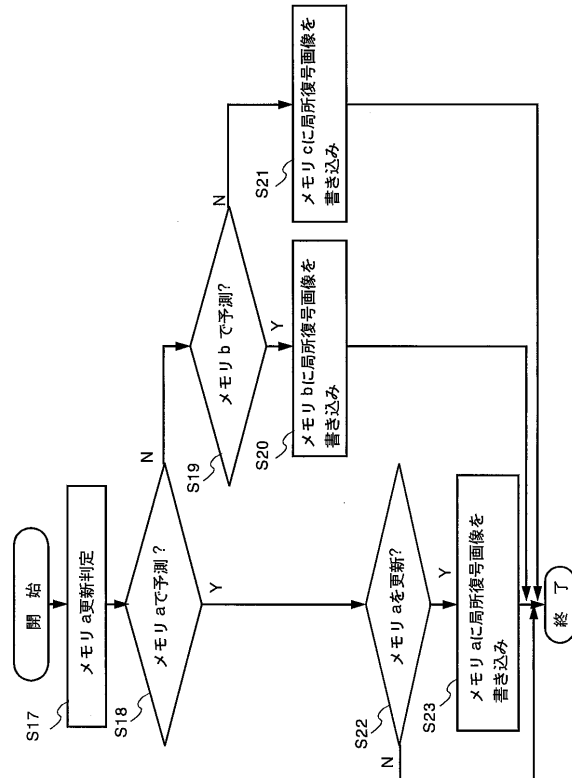 開 始
S17
メモリa更新判定
S18
メモリaで予測?
N
Y
S19
メモリbで予測?
N
Y
S20
メモリbに局所復号画像を
書き込み
S21
メモリcに局所復号画像を
書き込み
S22
メモリaを更新?
N
Y
S23
メモリaに局所復号画像を
書き込み
終 了